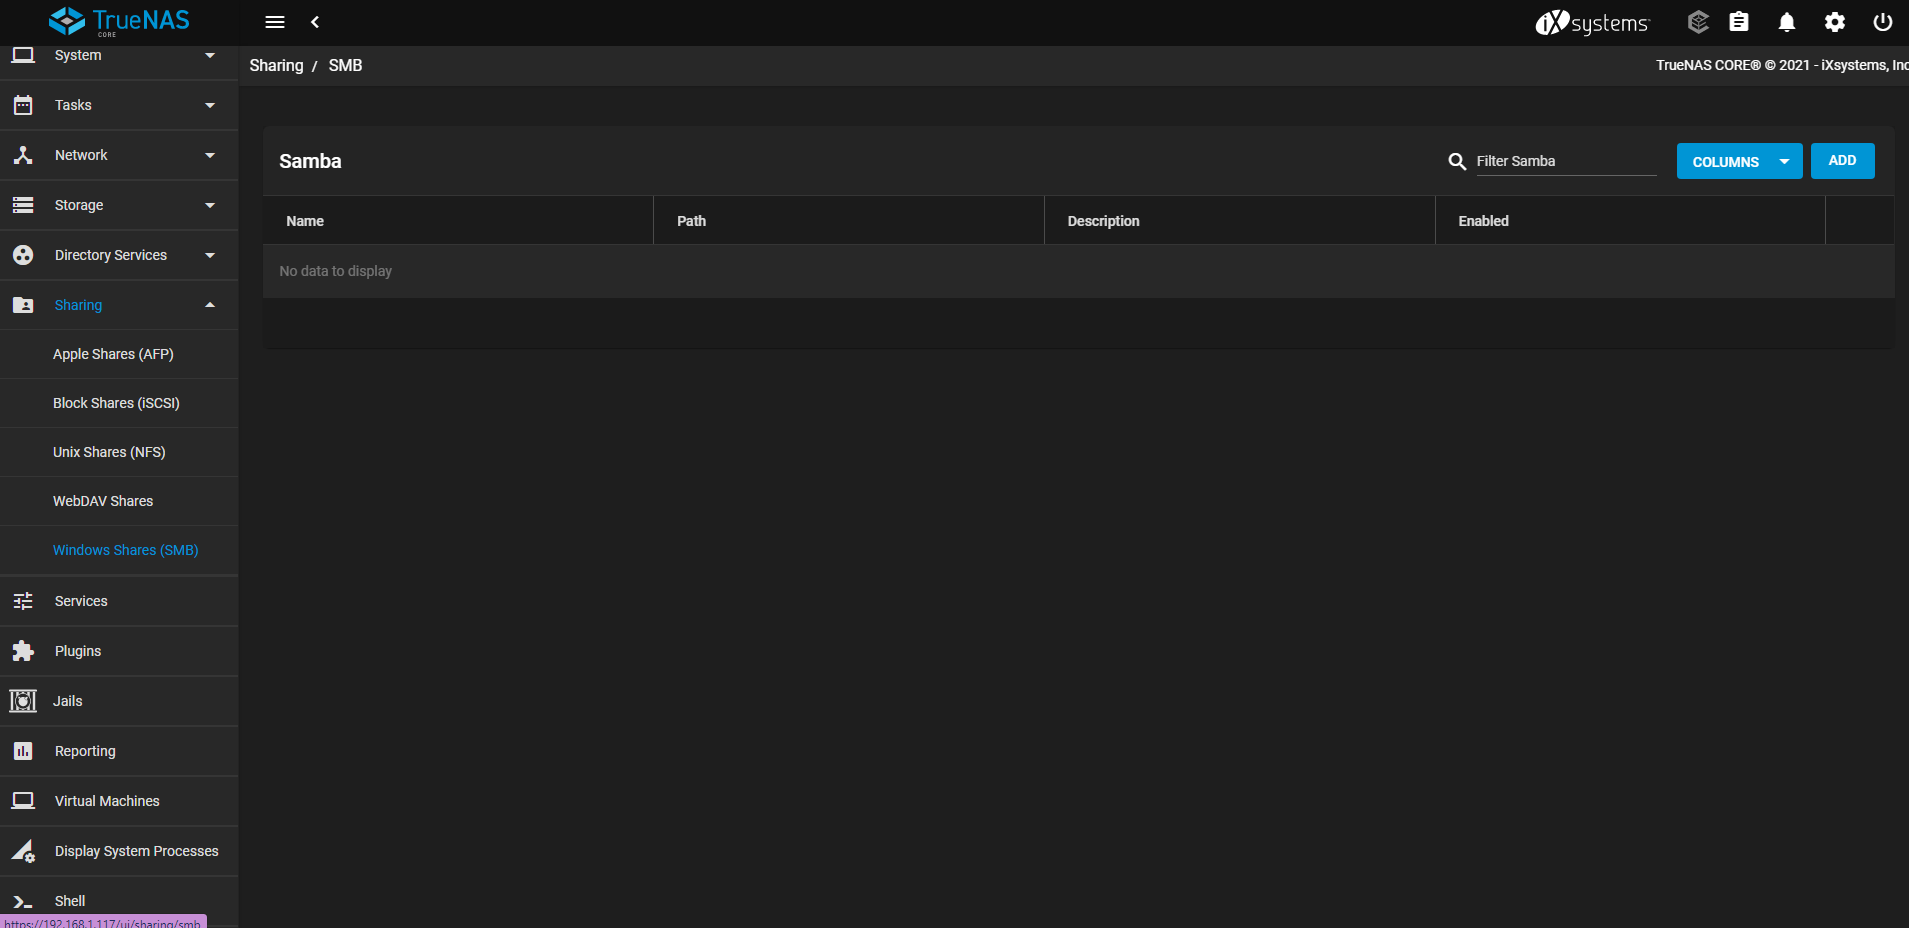 TrueNAS
CORE
iXsystems
Sharing / SMB
TrueNAS CORE® © 2021 - iXsystems, Inc
System
Tasks
Network
Storage
Directory Services
Sharing
Apple Shares (AFP)
Block Shares (iSCSI)
Unix Shares (NFS)
WebDAV Shares
Windows Shares (SMB)
Services
Plugins
Jails
Reporting
Virtual Machines
Display System Processes
Shell
https://192.168.1.117/ui/sharing/smb
Samba
Filter Samba
COLUMNS
ADD
Name Path Description Enabled
No data to display